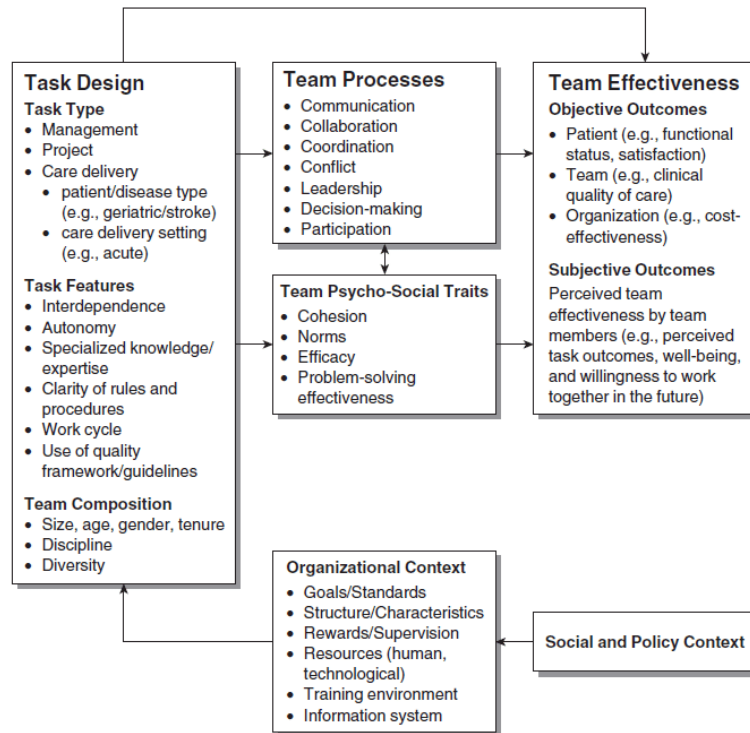 Task Design
Task Type
• Management
• Project
• Care delivery
• patient/disease type
(e.g., geriatric/stroke)
• care delivery setting
(e.g., acute)
Task Features
• Interdependence
• Autonomy
• Specialized knowledge/
expertise
• Clarity of rules and
procedures
• Work cycle
• Use of quality
framework/guidelines
Team Composition
• Size, age, gender, tenure
• Discipline
• Diversity
Team Processes
• Communication
• Collaboration
• Coordination
• Conflict
• Leadership
• Decision-making
• Participation
Team Psycho-Social Traits
• Cohesion
• Norms
• Efficacy
• Problem-solving
effectiveness
Team Effectiveness
Objective Outcomes
• Patient (e.g., functional
status, satisfaction)
• Team (e.g., clinical
quality of care)
• Organization (e.g., cost-
effectiveness)
Subjective Outcomes
Perceived team
effectiveness by team
members (e.g., perceived
task outcomes, well-being,
and willingness to work
together in the future)
Organizational Context
• Goals/Standards
• Structure/Characteristics
• Rewards/Supervision
• Resources (human,
technological)
• Training environment
• Information system
Social and Policy Context